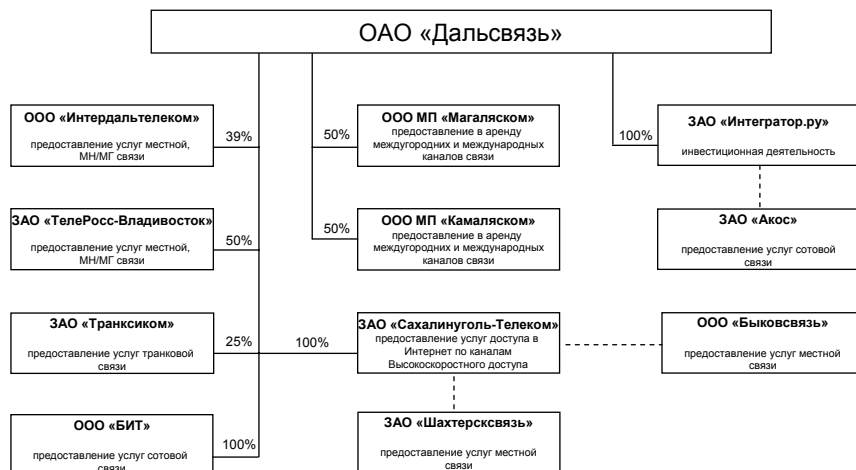 ОАО «Дальсвязь»
ООО «Интердальтелеком»
предоставление услуг местной,
МН/МГ связи
39%
50%
ООО МП «Магаляском»
предоставление в аренду
междугородних и международных
каналов связи
100%
ЗАО «Интегратор.ру»
инвестиционная деятельность
ЗАО «ТелеРосс-Владивосток»
предоставление услуг местной,
МН/МГ связи
50%
50%
ООО МП «Камаляском»
предоставление в аренду
междугородних и международных
каналов связи
ЗАО «Акос»
предоставление услуг сотовой
связи
ЗАО «Транксиком»
предоставление услуг транковой
связи
25%
100%
ЗАО «Сахалинуголь-Телеком»
предоставление услуг доступа в
Интернет по каналам
Высокоскоростного доступа
ООО «Быковсвязь»
предоставление услуг местной
связи
ООО «БИТ»
предоставление услуг сотовой
связи
100%
ЗАО «Шахтерсксвязь»
предоставление услуг местной
связи